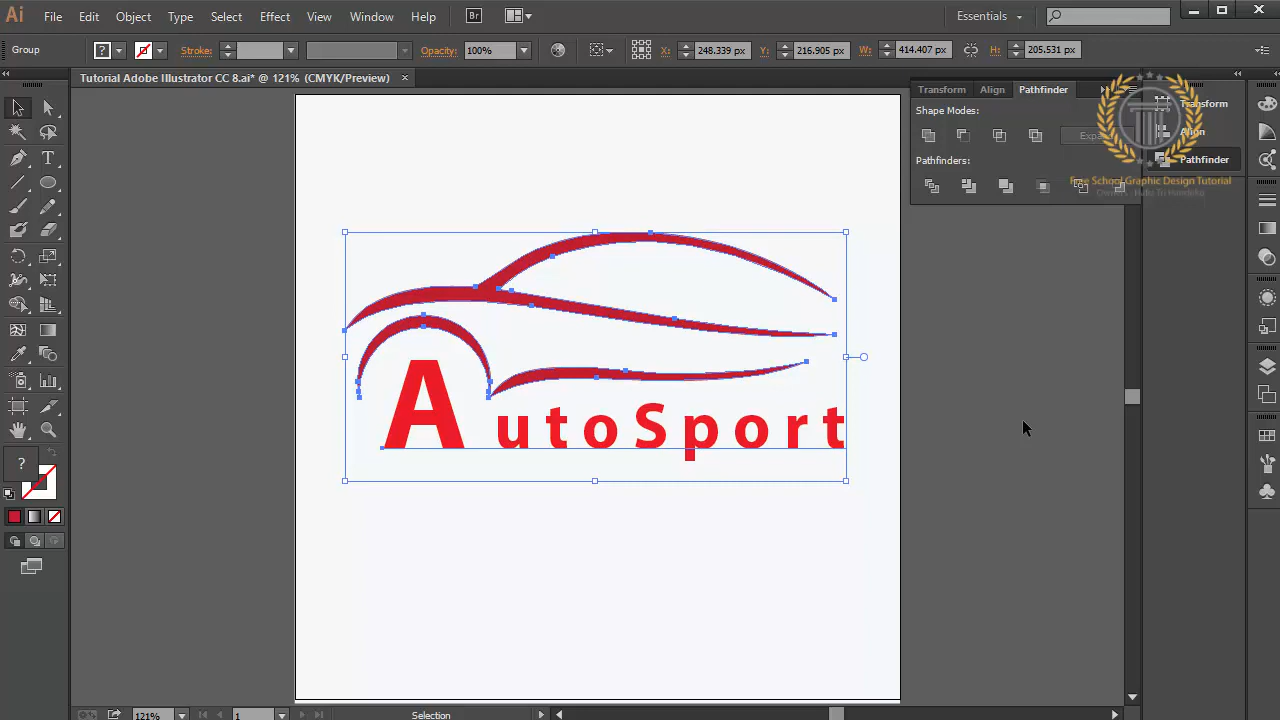 Ai File Edit Object Type Select Effect View Window Help Br Essentials
Group ? Stroke: Opacity: 100% X: 248.339 px Y: 216.905 px W: 414.407 px H: 205.531 px
Tutorial Adobe Illustrator CC 8.ai* @ 121% (CMYK/Preview) ×
Transform Align Pathfinder
Shape Modes:
Pathfinders:
Transform
Align
Pathfinder
Free School Graphic Design Tutorial
AutoSport
T
?
121% 1 Selection